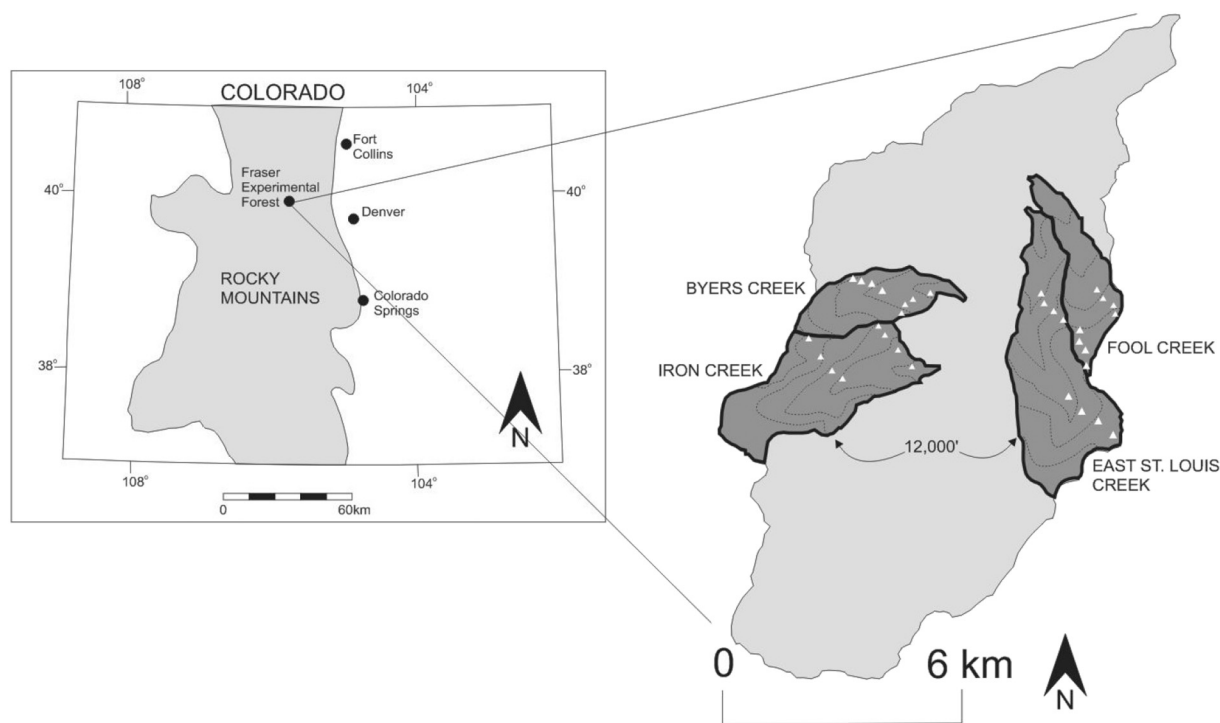 108°
COLORADO
104°
Fort
Collins
Fraser
Experimental
Forest
40°
40°
Denver
ROCKY
MOUNTAINS
Colorado
Springs
38°
38°
N
108°
104°
0
60km
BYERS CREEK
IRON CREEK
FOOL CREEK
12,000'
EAST ST. LOUIS
CREEK
0
6 km
N